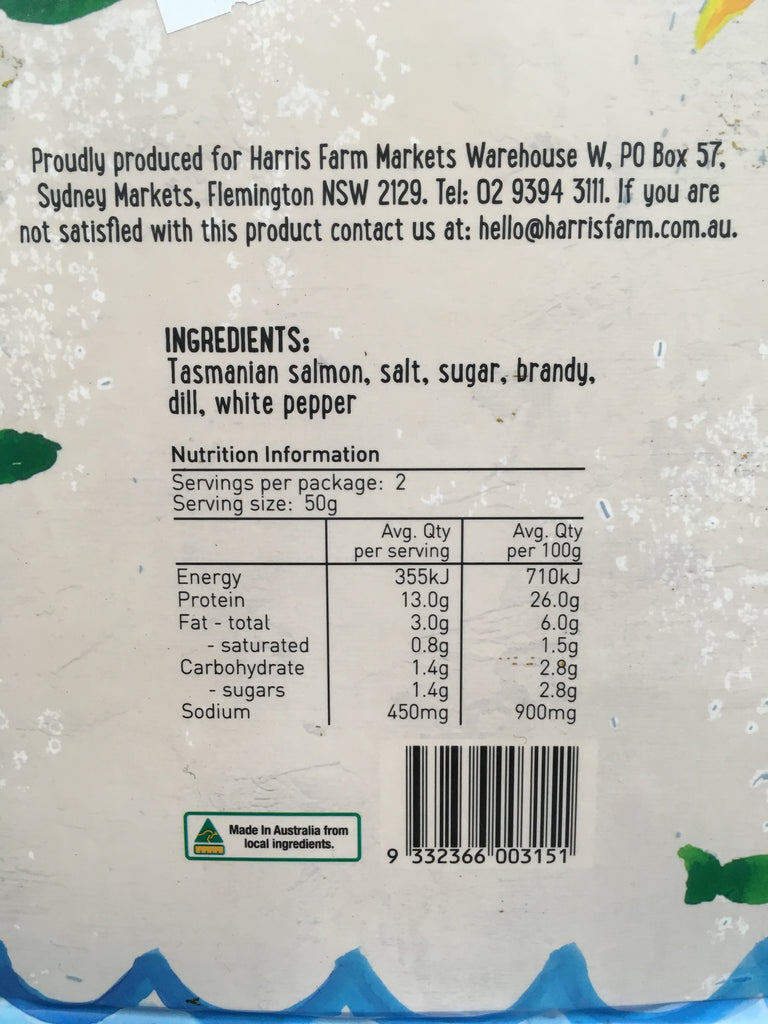 Proudly produced for Harris Farm Markets Warehouse W, PO Box 57,
Sydney Markets, Flemington NSW 2129. Tel: 02 9394 3111. If you are
not satisfied with this product contact us at: hello@harrisfarm.com.au.
INGREDIENTS:
Tasmanian salmon, salt, sugar, brandy,
dill, white pepper
Nutrition Information
Servings per package: 2
Serving size: 50g
Avg. Qty Avg. Qty
per serving per 100g
Energy 355kJ 710kJ
Protein 13.0g 26.0g
Fat - total 3.0g 6.0g
- saturated 0.8g 1.5g
Carbohydrate 1.4g 2.8g
- sugars 1.4g 2.8g
Sodium 450mg 900mg
Made In Australia from
local ingredients.
9 332366 003151